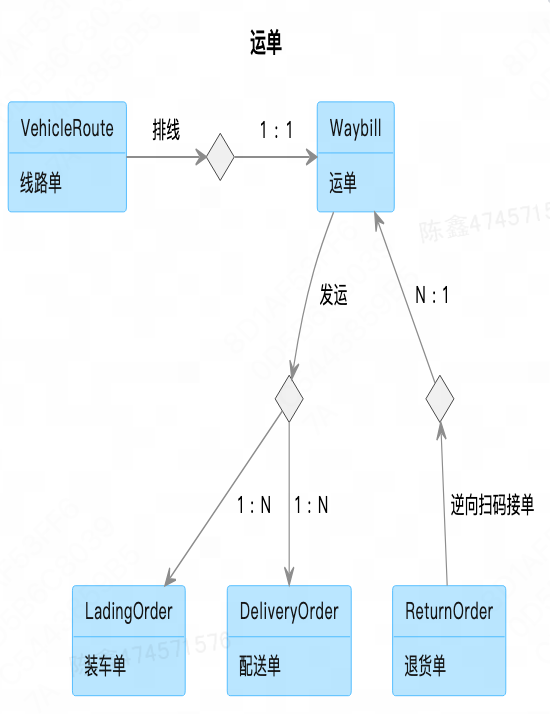 运单
VehicleRoute
线路单
排线
1：1
Waybill
运单
陈鑫4745715
发运
N：1
1：N
1：N
逆向扫码接单
LadingOrder
装车单
DeliveryOrder
配送单
ReturnOrder
退货单
陈鑫474571576